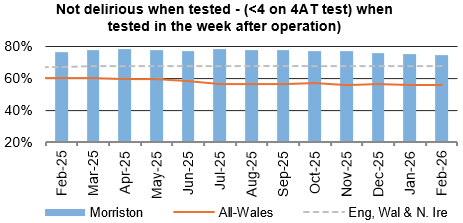 Not delirious when tested - (<4 on 4AT test) when
tested in the week after operation)
80%
60%
40%
20%
Feb-25
Mar-25
Apr-25
May-25
Jun-25
Jul-25
Aug-25
Sep-25
Oct-25
Nov-25
Dec-25
Jan-26
Feb-26
Morriston
All-Wales
Eng, Wal & N. Ire